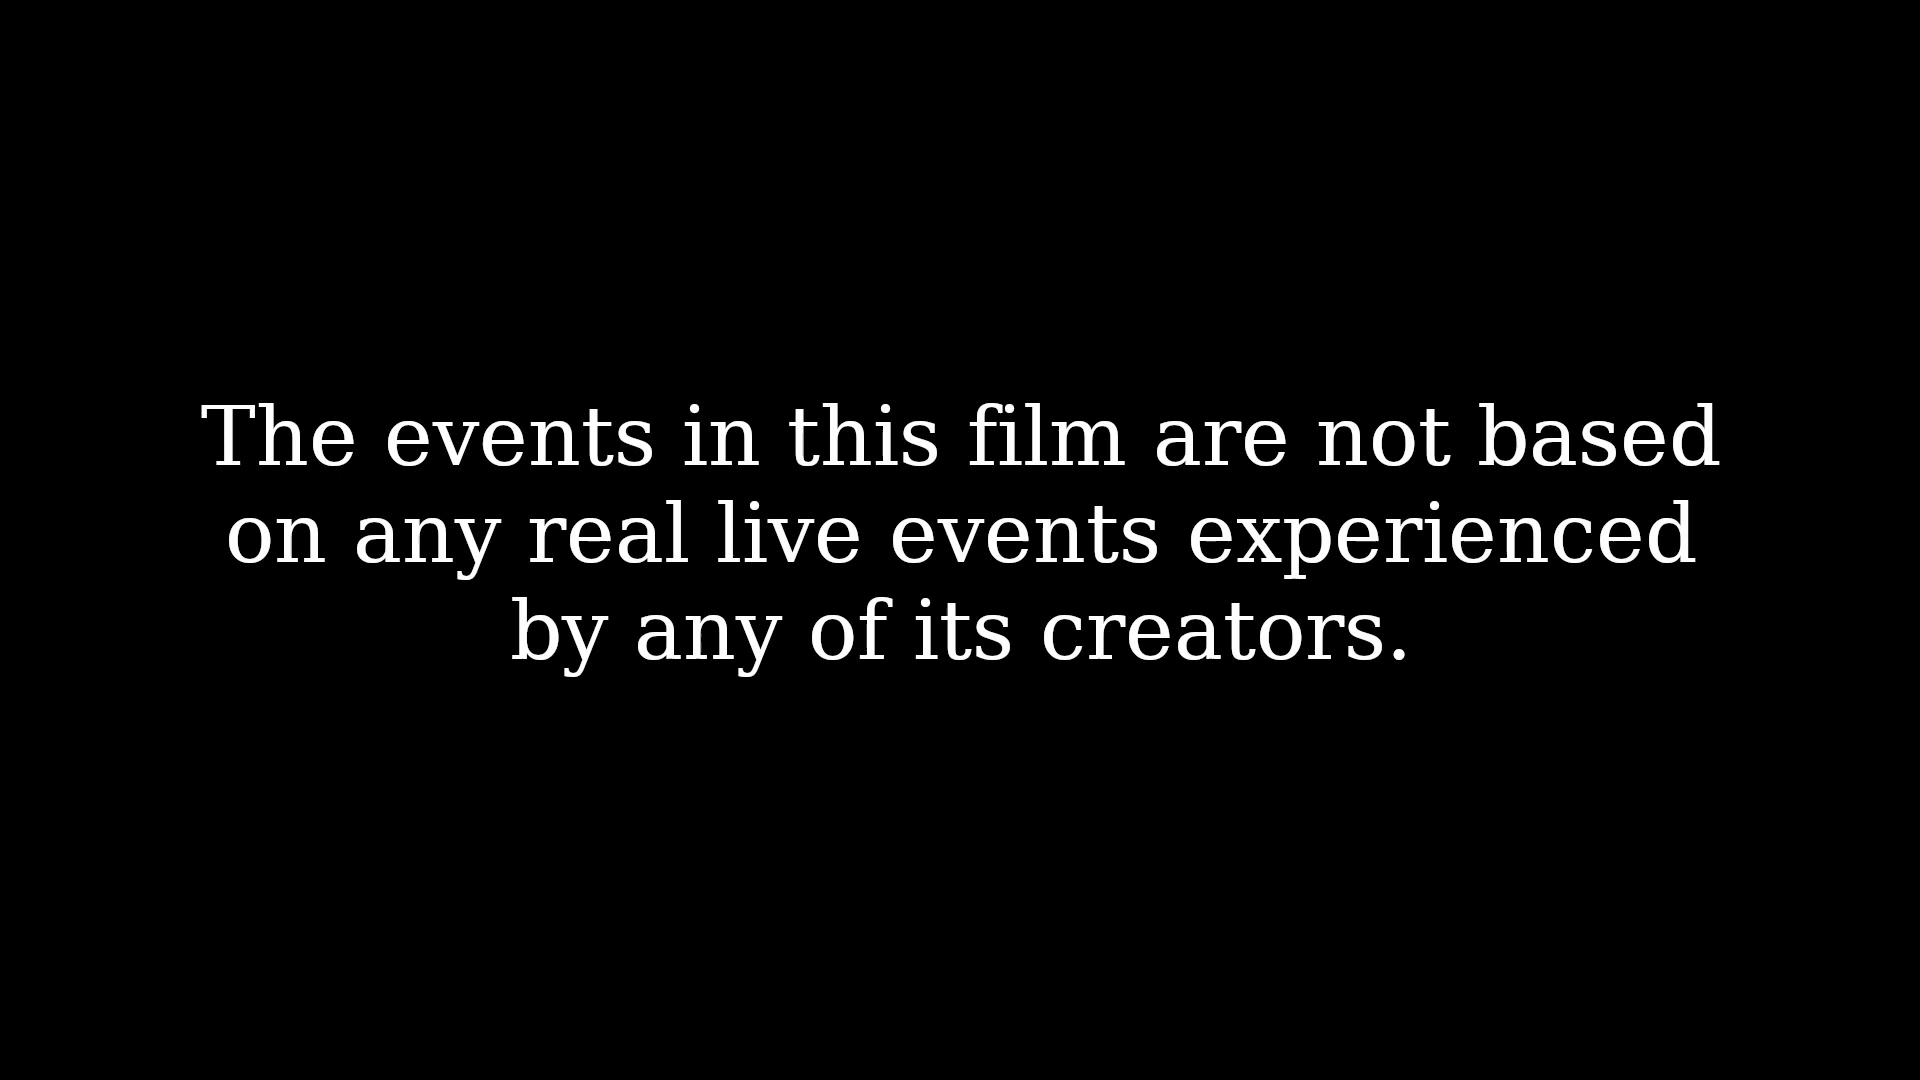 The events in this film are not based
on any real live events experienced
by any of its creators.